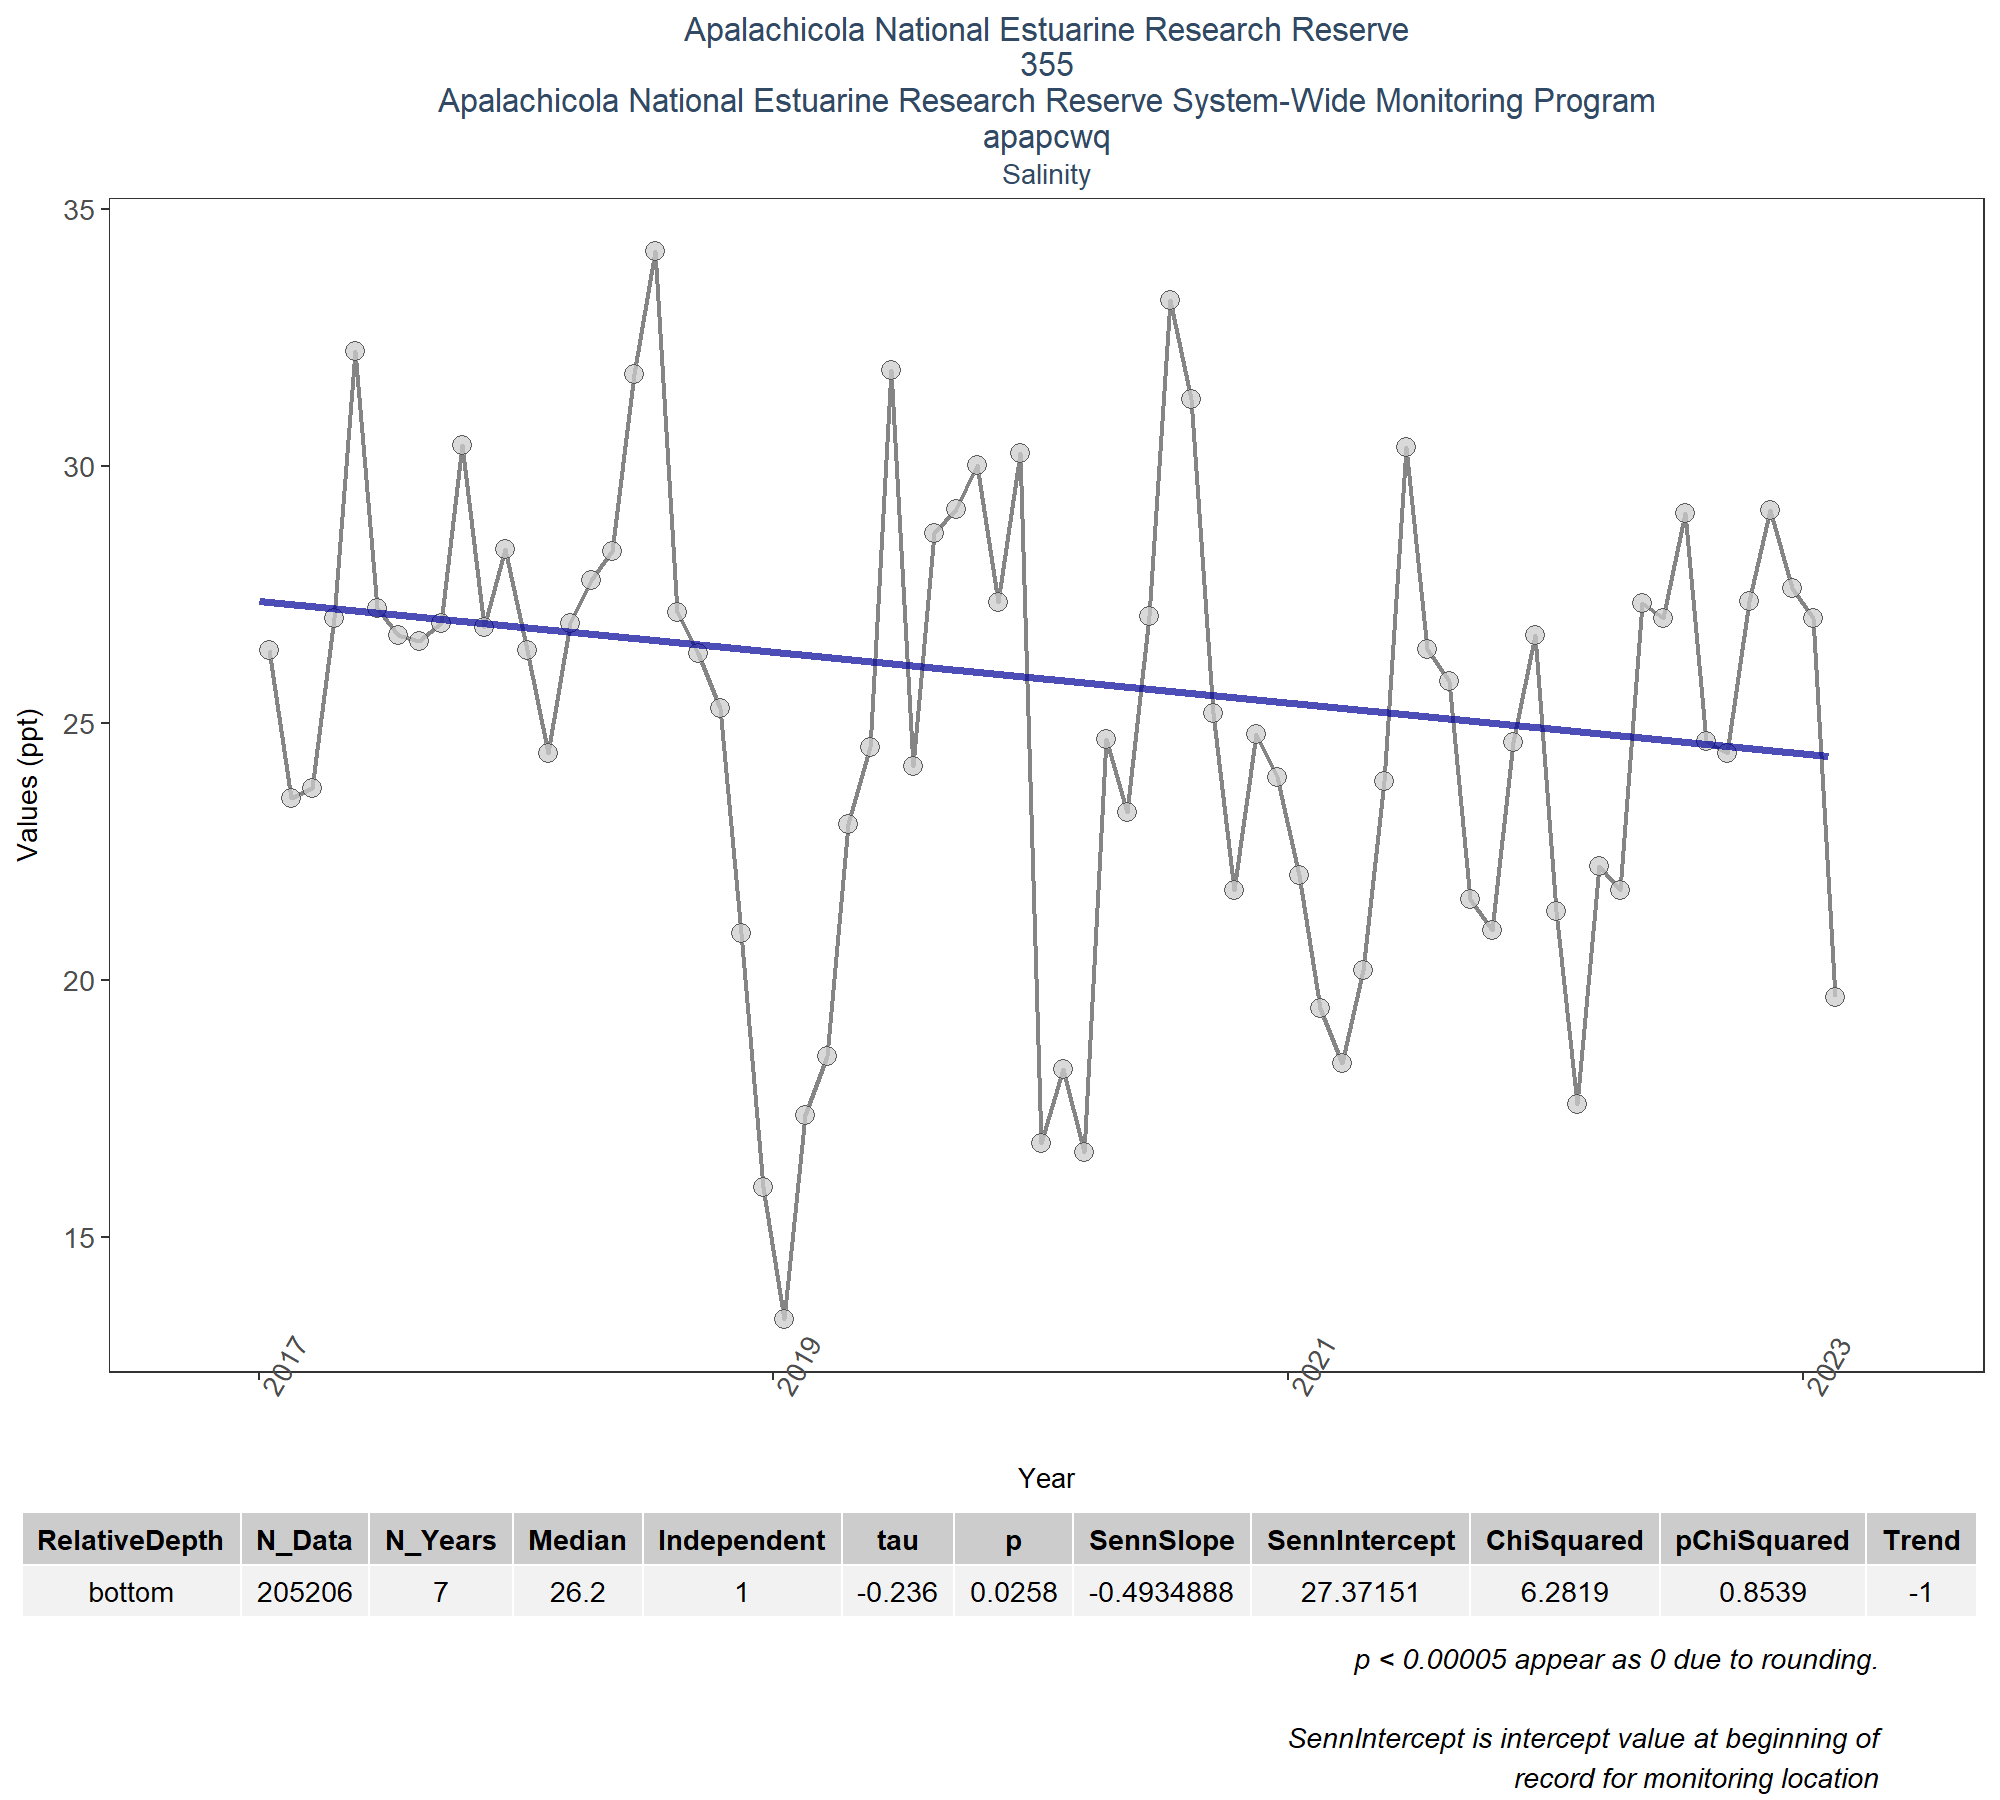 Apalachicola National Estuarine Research Reserve
355
Apalachicola National Estuarine Research Reserve System-Wide Monitoring Program
apapcwq
Salinity
35
30
25
20
15
Values (ppt)
2017 2019 2021 2023
Year
RelativeDepth N_Data N_Years Median Independent tau p SennSlope SennIntercept ChiSquared pChiSquared Trend
bottom 205206 7 26.2 1 -0.236 0.0258 -0.4934888 27.37151 6.2819 0.8539 -1
p < 0.00005 appear as 0 due to rounding.
SennIntercept is intercept value at beginning of
record for monitoring location